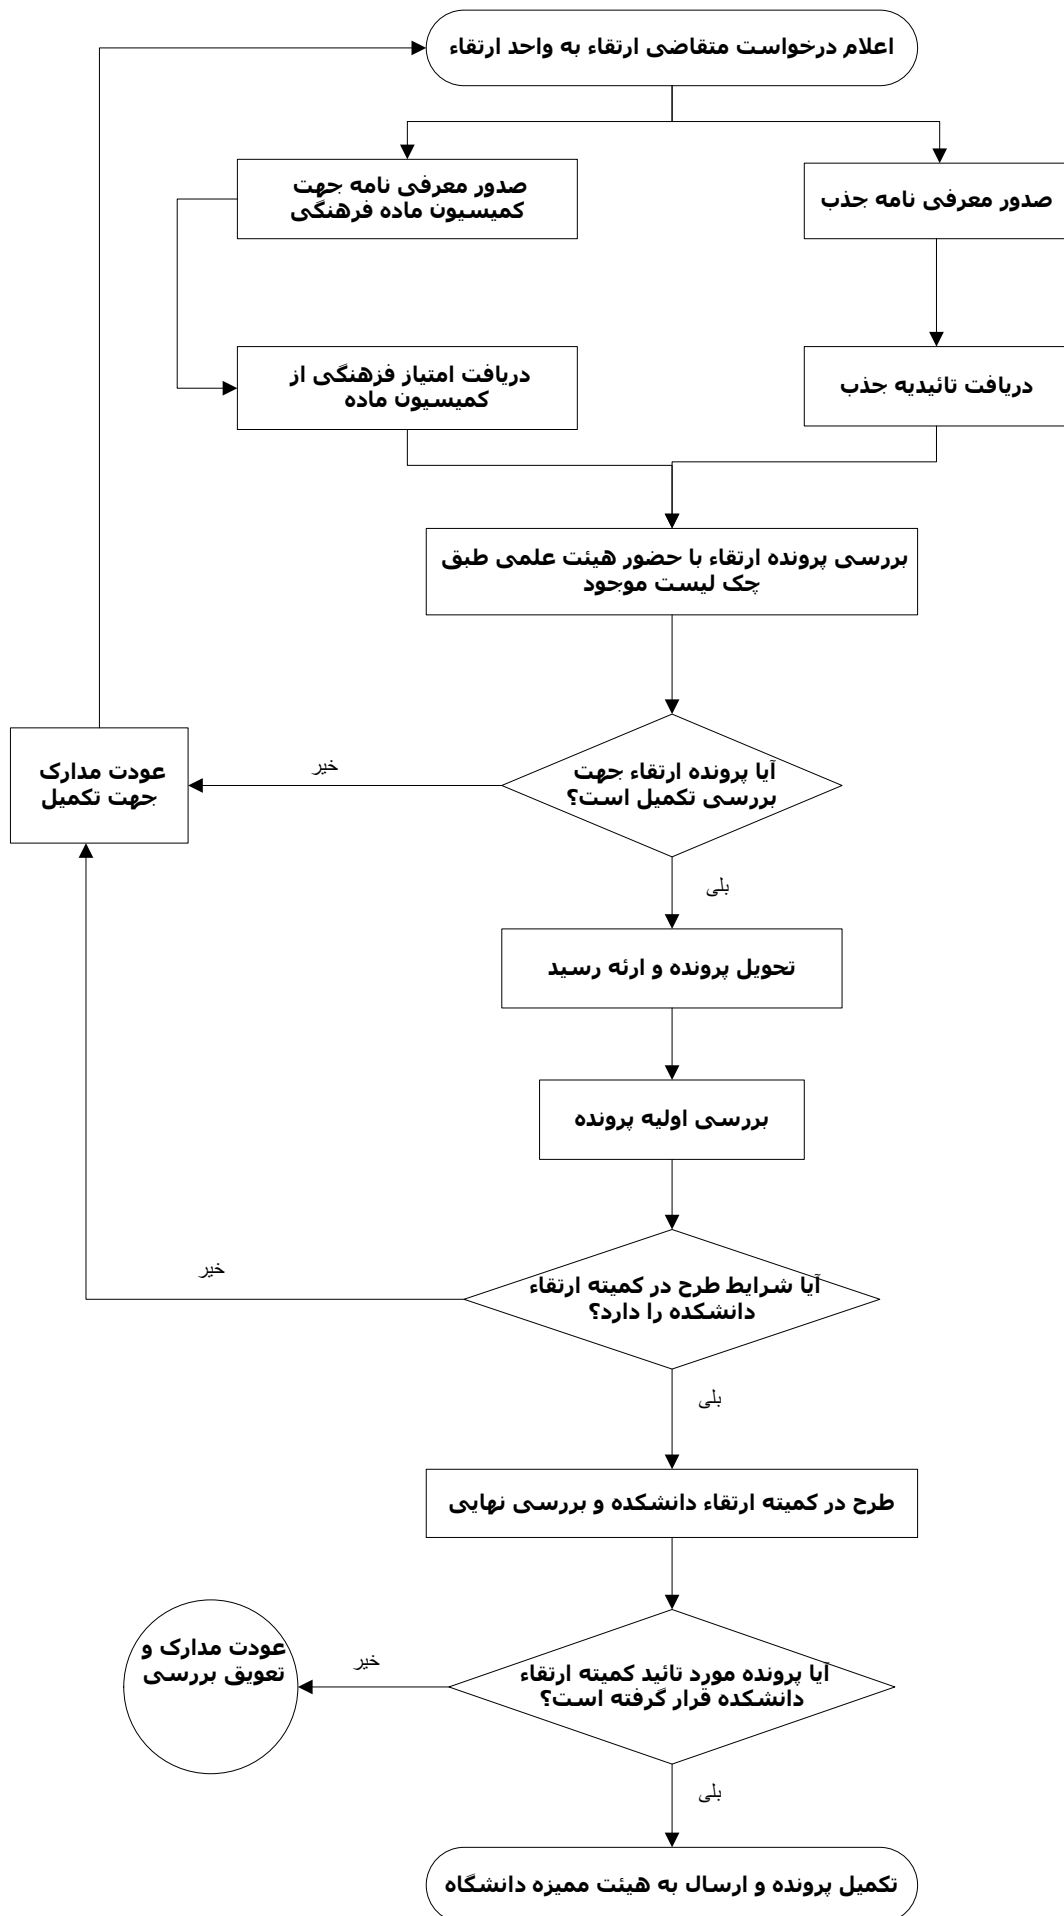 اعلام درخواست متقاضی ارتقاء به واحد ارتقاء
صدور معرفی نامه جذب
صدور معرفی نامه جهت
کمیسیون ماده فرهنگی
دریافت تائیدیه جذب
دریافت امتیاز فزهنگی از
کمیسیون ماده
بررسی پرونده ارتقاء با حضور هیئت علمی طبق
چک لیست موجود
آیا پرونده ارتقاء جهت
بررسی تکمیل است؟
خیر
عودت مدارک
جهت تکمیل
بلی
تحویل پرونده و ارئه رسید
بررسی اولیه پرونده
آیا شرایط طرح در کمیته ارتقاء
دانشکده را دارد؟
خیر
بلی
طرح در کمیته ارتقاء دانشکده و بررسی نهایی
آیا پرونده مورد تائید کمیته ارتقاء
دانشکده قرار گرفته است؟
خیر
عودت مدارک و
تعویق بررسی
بلی
تکمیل پرونده و ارسال به هیئت ممیزه دانشگاه